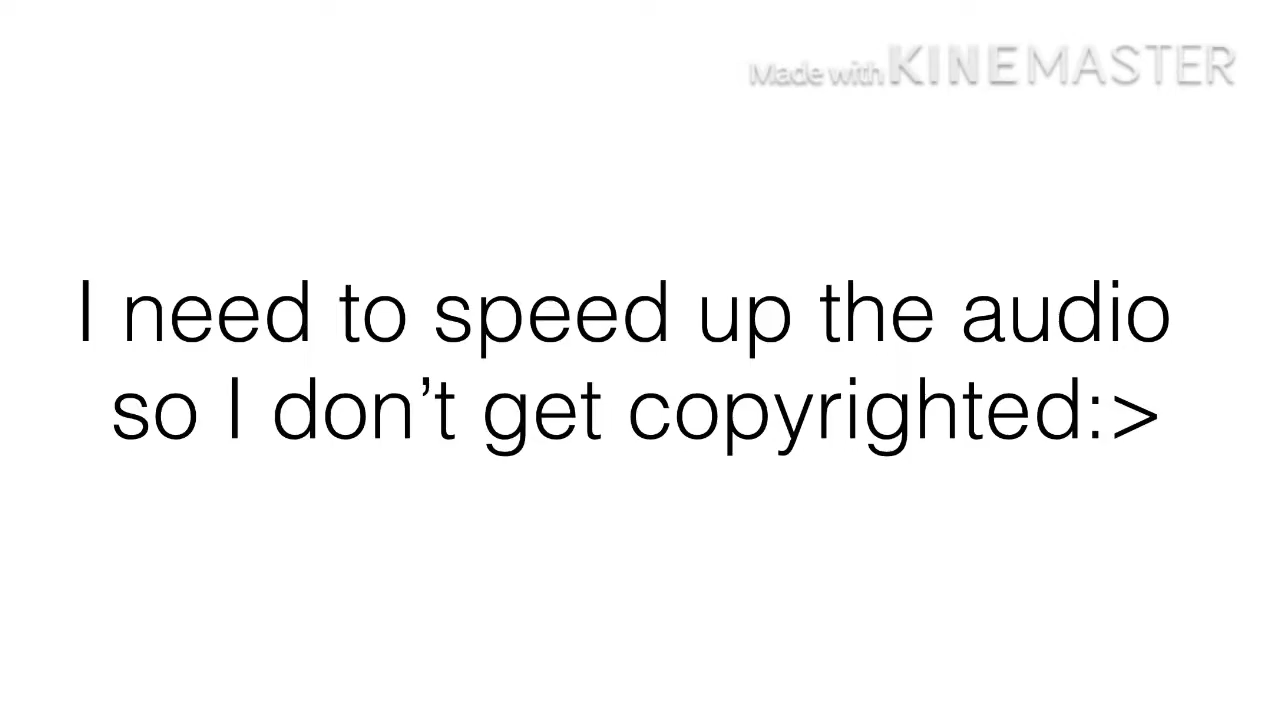 Made with KINEMASTER
I need to speed up the audio
so I don’t get copyrighted:>